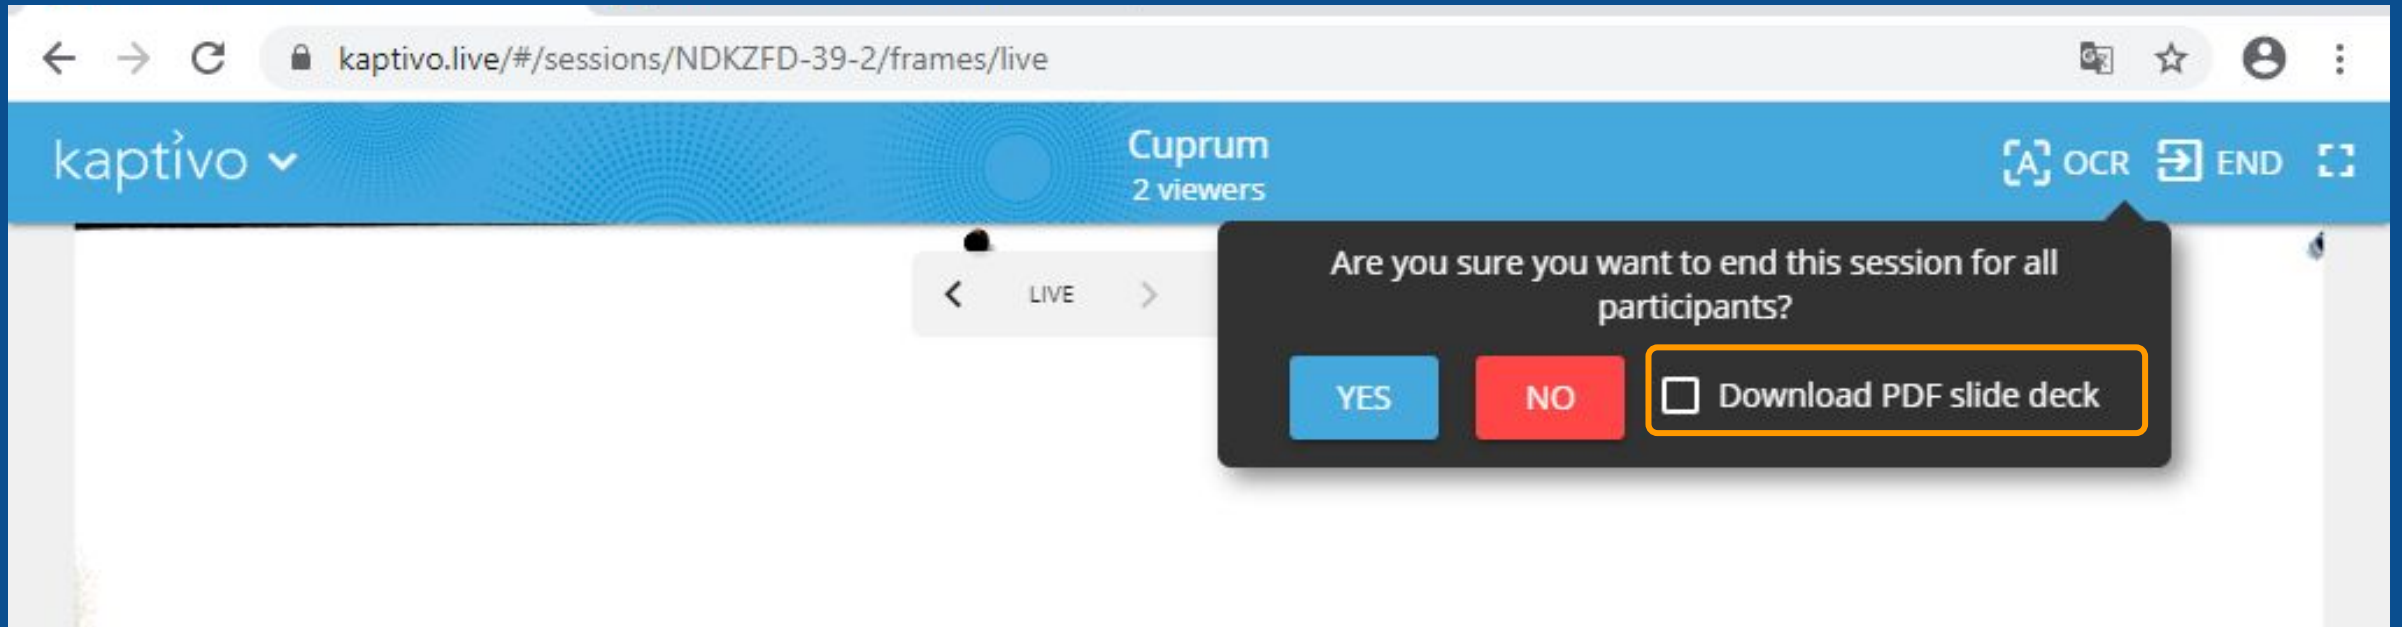 kaptivo.live/#/sessions/NDKZFD-39-2/frames/live
kaptivo
Cuprum
2 viewers
[A] OCR
END
LIVE
Are you sure you want to end this session for all
participants?
YES
NO
Download PDF slide deck